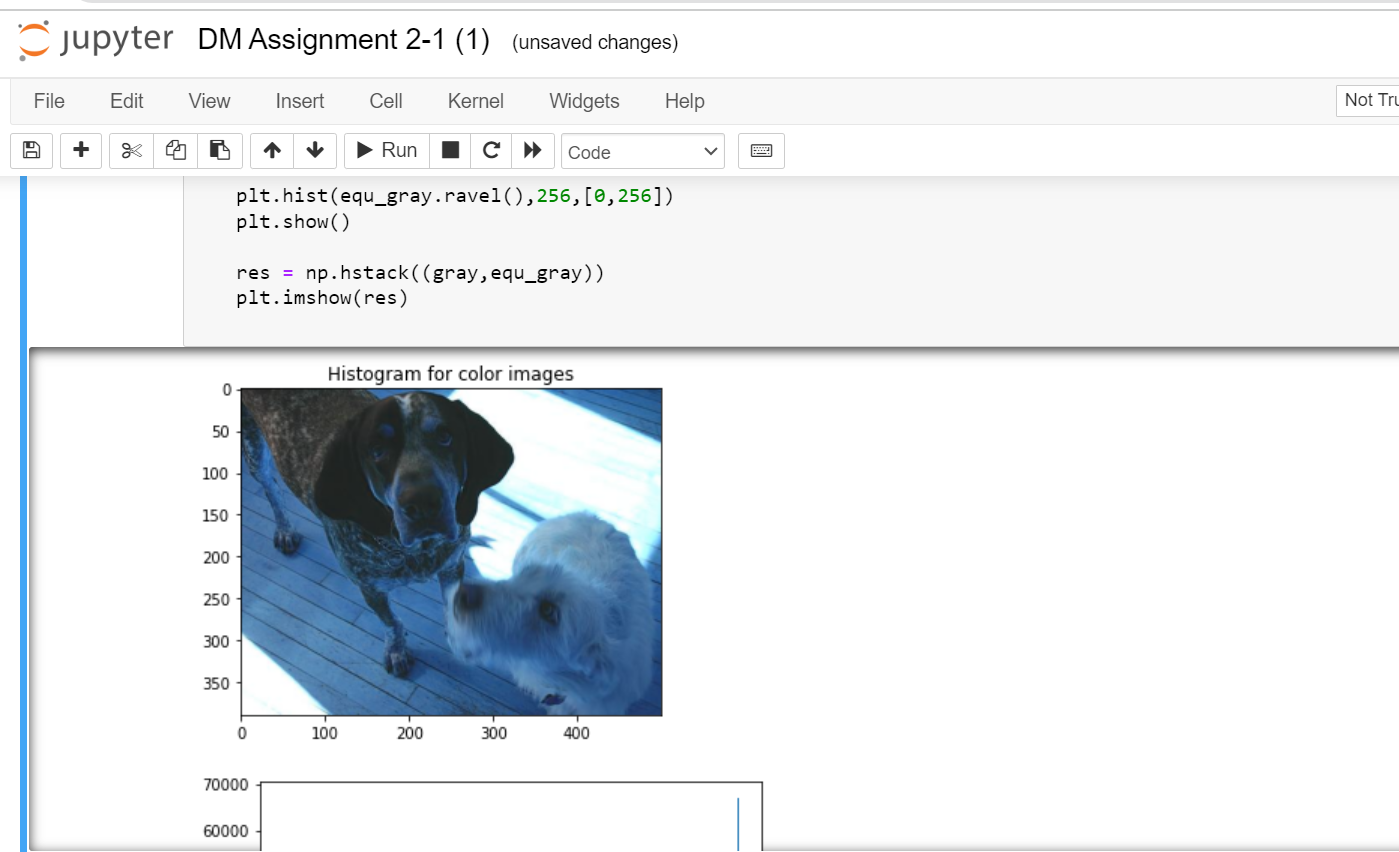 jupyter DM Assignment 2-1 (1) (unsaved changes)
File Edit View Insert Cell Kernel Widgets Help
Run Code
plt.hist(equ_gray.ravel(),256,[0,256])
plt.show()
res = np.hstack((gray,equ_gray))
plt.imshow(res)
Histogram for color images
0
50
100
150
200
250
300
350
0 100 200 300 400
70000
60000